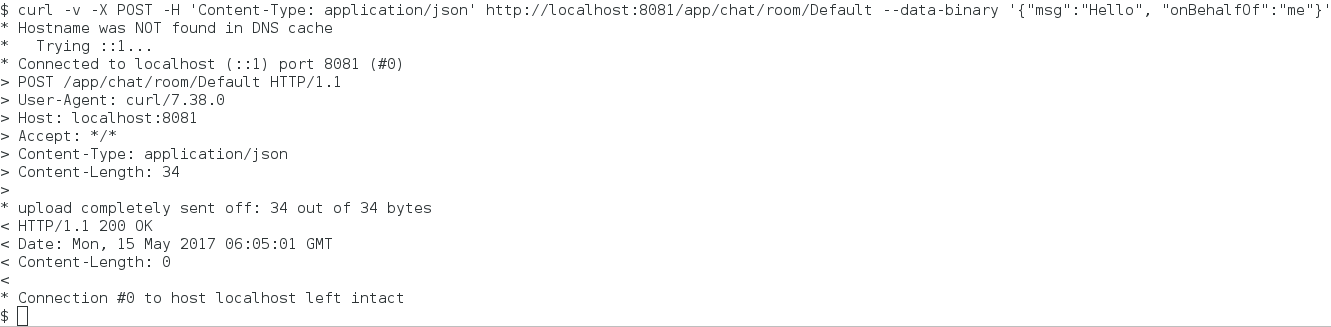 $ curl -v -X POST -H 'Content-Type: application/json' http://localhost:8081/app/chat/room/Default --data-binary '{"msg":"Hello", "onBehalfOf":"me"}'
* Hostname was NOT found in DNS cache
*   Trying ::1...
* Connected to localhost (::1) port 8081 (#0)
> POST /app/chat/room/Default HTTP/1.1
> User-Agent: curl/7.38.0
> Host: localhost:8081
> Accept: */*
> Content-Type: application/json
> Content-Length: 34
>
* upload completely sent off: 34 out of 34 bytes
< HTTP/1.1 200 OK
< Date: Mon, 15 May 2017 06:05:01 GMT
< Content-Length: 0
<
* Connection #0 to host localhost left intact
$